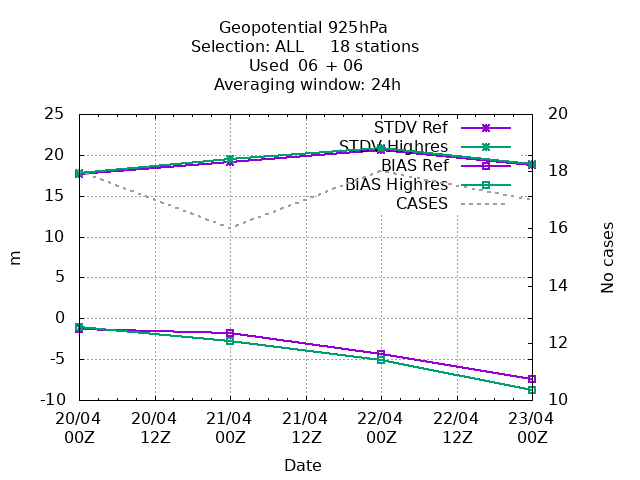 Geopotential 925hPa
Selection: ALL 18 stations
Used 06 + 06
Averaging window: 24h
25
20
15
10
5
0
-5
-10
m
20
18
16
14
12
10
No cases
STDV Ref
STDV Highres
BIAS Ref
BIAS Highres
CASES
20/04 20/04 21/04 21/04 22/04 22/04 23/04
00Z 12Z 00Z 12Z 00Z 12Z 00Z
Date